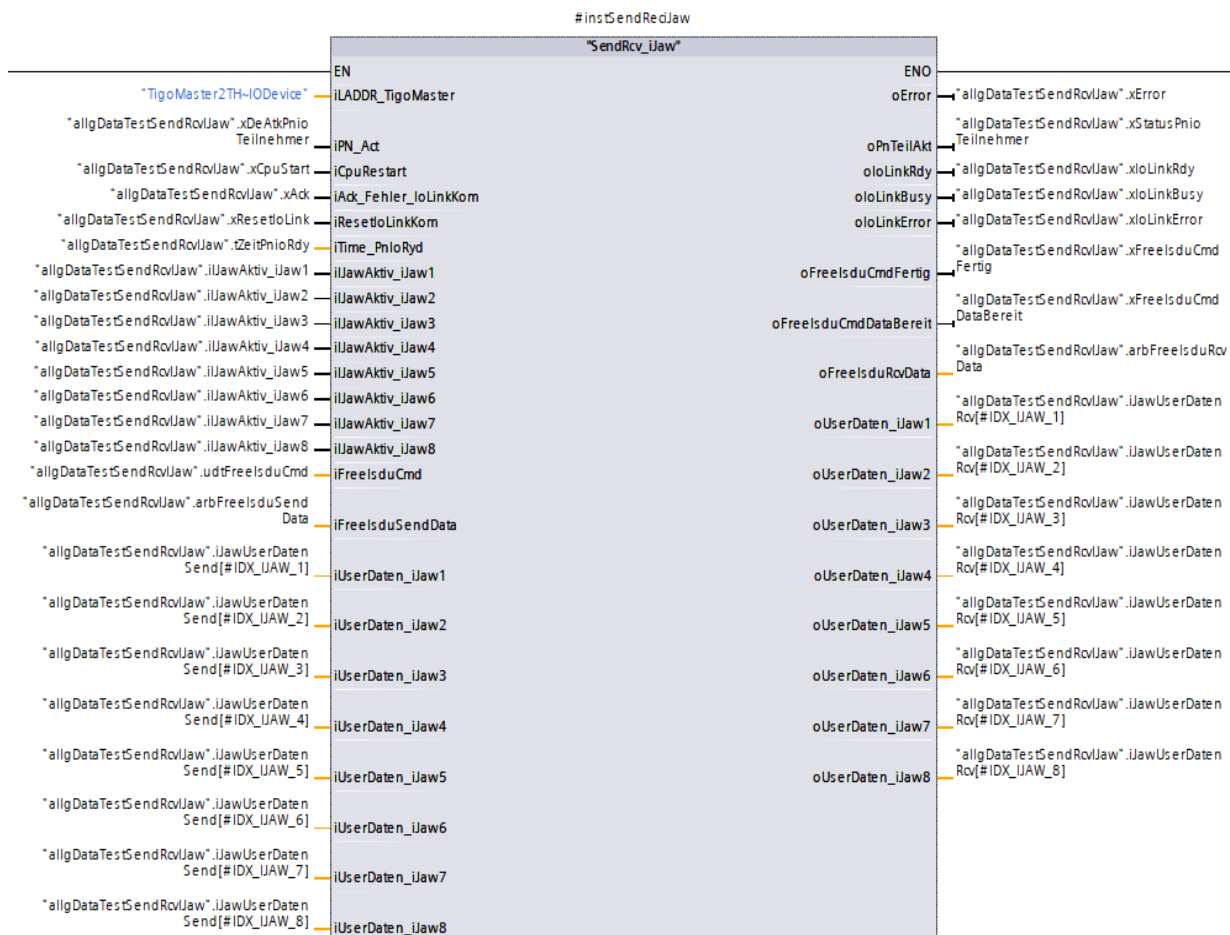 #instSendReciJaw
"SendRcv_iJaw"
EN
ENO
"TigoMaster2TH~IODevice"
iLADDR_TigoMaster
oError
"allgDataTestSendRcvIJaw".xError
"allgDataTestSendRcvIJaw".xDeAtkPnio
Teilnehmer
iPN_Act
oPnTeilAkt
"allgDataTestSendRcvIJaw".xStatusPnio
Teilnehmer
"allgDataTestSendRcvIJaw".xCpuStart
iCpuRestart
oIoLinkRdy
"allgDataTestSendRcvIJaw".xIoLinkRdy
"allgDataTestSendRcvIJaw".xAck
iAck_Fehler_IoLinkKom
oIoLinkBusy
"allgDataTestSendRcvIJaw".xIoLinkBusy
"allgDataTestSendRcvIJaw".xResetIoLink
iResetIoLinkKom
oIoLinkError
"allgDataTestSendRcvIJaw".xIoLinkError
"allgDataTestSendRcvIJaw".tZeitPnioRdy
iTime_PnIoRyd
"allgDataTestSendRcvIJaw".iIJawAktiv_iJaw1
iIJawAktiv_iJaw1
oFreeIsduCmdFertig
"allgDataTestSendRcvIJaw".xFreeIsduCmd
Fertig
"allgDataTestSendRcvIJaw".iIJawAktiv_iJaw2
iIJawAktiv_iJaw2
"allgDataTestSendRcvIJaw".iIJawAktiv_iJaw3
iIJawAktiv_iJaw3
oFreeIsduCmdDataBereit
"allgDataTestSendRcvIJaw".xFreeIsduCmd
DataBereit
"allgDataTestSendRcvIJaw".iIJawAktiv_iJaw4
iIJawAktiv_iJaw4
"allgDataTestSendRcvIJaw".iIJawAktiv_iJaw5
iIJawAktiv_iJaw5
oFreeIsduRcvData
"allgDataTestSendRcvIJaw".arbFreeIsduRcv
Data
"allgDataTestSendRcvIJaw".iIJawAktiv_iJaw6
iIJawAktiv_iJaw6
"allgDataTestSendRcvIJaw".iIJawAktiv_iJaw7
iIJawAktiv_iJaw7
oUserDaten_iJaw1
"allgDataTestSendRcvIJaw".iJawUserDaten
Rcv[#IDX_IJAW_1]
"allgDataTestSendRcvIJaw".iIJawAktiv_iJaw8
iIJawAktiv_iJaw8
"allgDataTestSendRcvIJaw".udtFreeIsduCmd
iFreeIsduCmd
oUserDaten_iJaw2
"allgDataTestSendRcvIJaw".iJawUserDaten
Rcv[#IDX_IJAW_2]
"allgDataTestSendRcvIJaw".arbFreeIsduSend
Data
iFreeIsduSendData
oUserDaten_iJaw3
"allgDataTestSendRcvIJaw".iJawUserDaten
Rcv[#IDX_IJAW_3]
"allgDataTestSendRcvIJaw".iJawUserDaten
Send[#IDX_IJAW_1]
iUserDaten_iJaw1
oUserDaten_iJaw4
"allgDataTestSendRcvIJaw".iJawUserDaten
Rcv[#IDX_IJAW_4]
"allgDataTestSendRcvIJaw".iJawUserDaten
Send[#IDX_IJAW_2]
iUserDaten_iJaw2
oUserDaten_iJaw5
"allgDataTestSendRcvIJaw".iJawUserDaten
Rcv[#IDX_IJAW_5]
"allgDataTestSendRcvIJaw".iJawUserDaten
Send[#IDX_IJAW_3]
iUserDaten_iJaw3
oUserDaten_iJaw6
"allgDataTestSendRcvIJaw".iJawUserDaten
Rcv[#IDX_IJAW_6]
"allgDataTestSendRcvIJaw".iJawUserDaten
Send[#IDX_IJAW_4]
iUserDaten_iJaw4
oUserDaten_iJaw7
"allgDataTestSendRcvIJaw".iJawUserDaten
Rcv[#IDX_IJAW_7]
"allgDataTestSendRcvIJaw".iJawUserDaten
Send[#IDX_IJAW_5]
iUserDaten_iJaw5
oUserDaten_iJaw8
"allgDataTestSendRcvIJaw".iJawUserDaten
Rcv[#IDX_IJAW_8]
"allgDataTestSendRcvIJaw".iJawUserDaten
Send[#IDX_IJAW_6]
iUserDaten_iJaw6
"allgDataTestSendRcvIJaw".iJawUserDaten
Send[#IDX_IJAW_7]
iUserDaten_iJaw7
"allgDataTestSendRcvIJaw".iJawUserDaten
Send[#IDX_IJAW_8]
iUserDaten_iJaw8